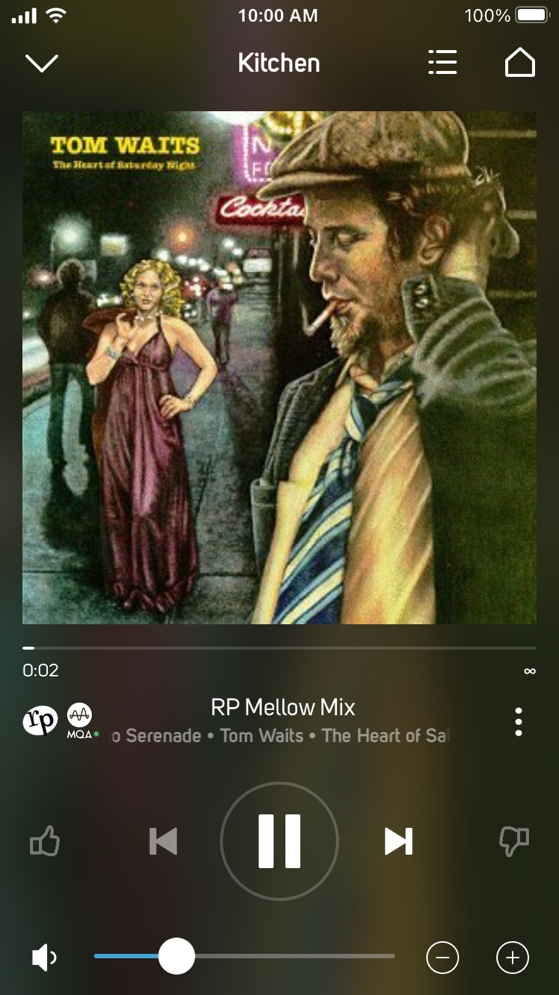 10:00 AM
100%
Kitchen
TOM WAITS
The Heart of Saturday Night
N
Cockta
0:02
∞
RP Mellow Mix
rp
MQA
o Serenade • Tom Waits • The Heart of Sa